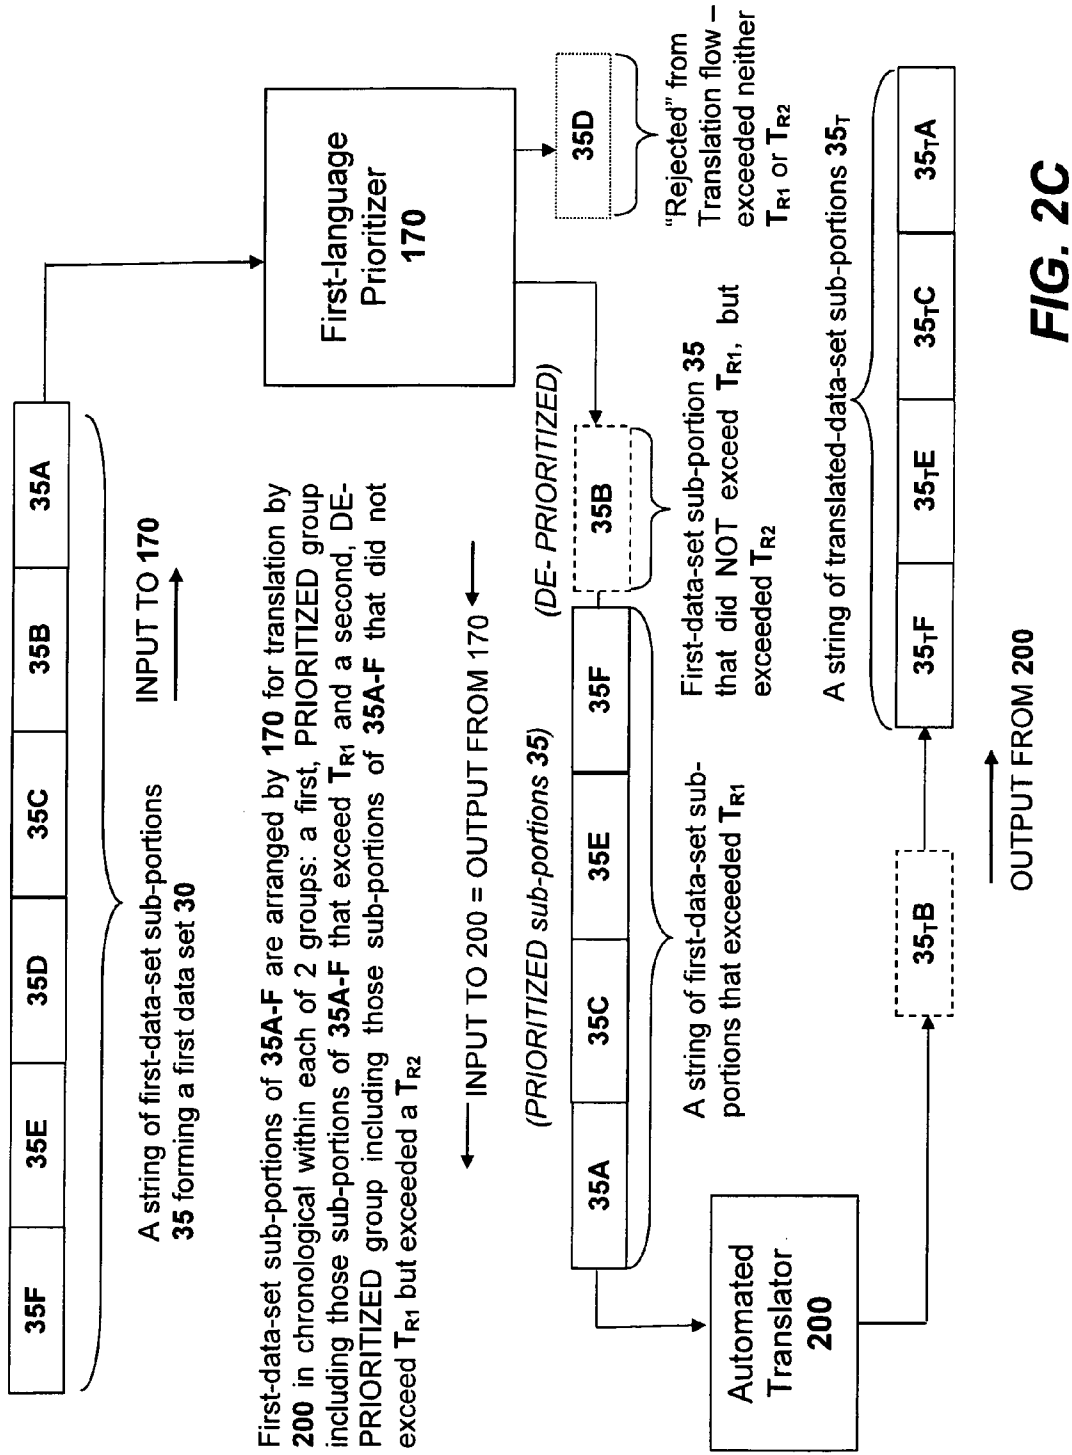 35F 35E 35D 35C 35B 35A
A string of first-data-set sub-portions
35 forming a first data set 30
INPUT TO 170
First-language
Prioritizer
170
First-data-set sub-portions of 35A-F are arranged by 170 for translation by
200 in chronological within each of 2 groups: a first, PRIORITIZED group
including those sub-portions of 35A-F that exceed TR1 and a second, DE-
PRIORITIZED group including those sub-portions of 35A-F that did not
exceed TR1 but exceeded a TR2
INPUT TO 200 = OUTPUT FROM 170
(PRIORITIZED sub-portions 35)
(DE- PRIORITIZED)
35A 35C 35E 35F 35B
35D
A string of first-data-set sub-
portions that exceeded TR1
First-data-set sub-portion 35
that did NOT exceed TR1, but
exceeded TR2
"Rejected" from
Translation flow –
exceeded neither
TR1 or TR2
Automated
Translator
200
A string of translated-data-set sub-portions 35T
35TB 35TF 35TE 35TC 35TA
OUTPUT FROM 200
FIG. 2C